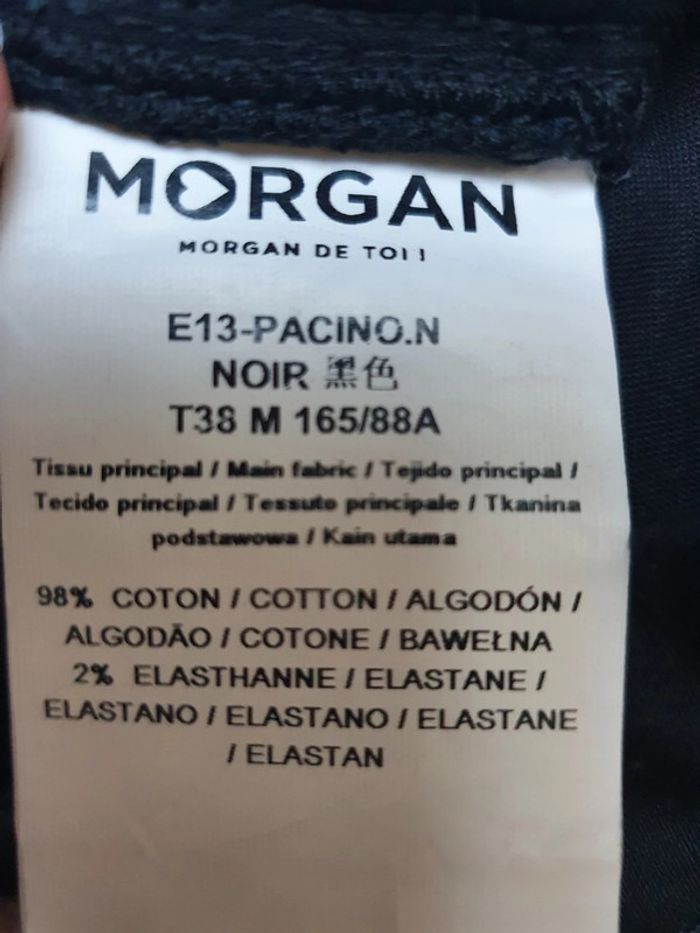 MORGAN
MORGAN DE TOI !
E13-PACINO.N
NOIR 黑色
T38 M 165/88A
Tissu principal / Main fabric / Tejido principal /
Tecido principal / Tessuto principale / Tkanina
podstawowa / Kain utama
98% COTON / COTTON / ALGODÓN /
ALGODÃO / COTONE / BAWEŁNA
2% ELASTHANNE / ELASTANE /
ELASTANO / ELASTANO / ELASTANE
/ ELASTAN